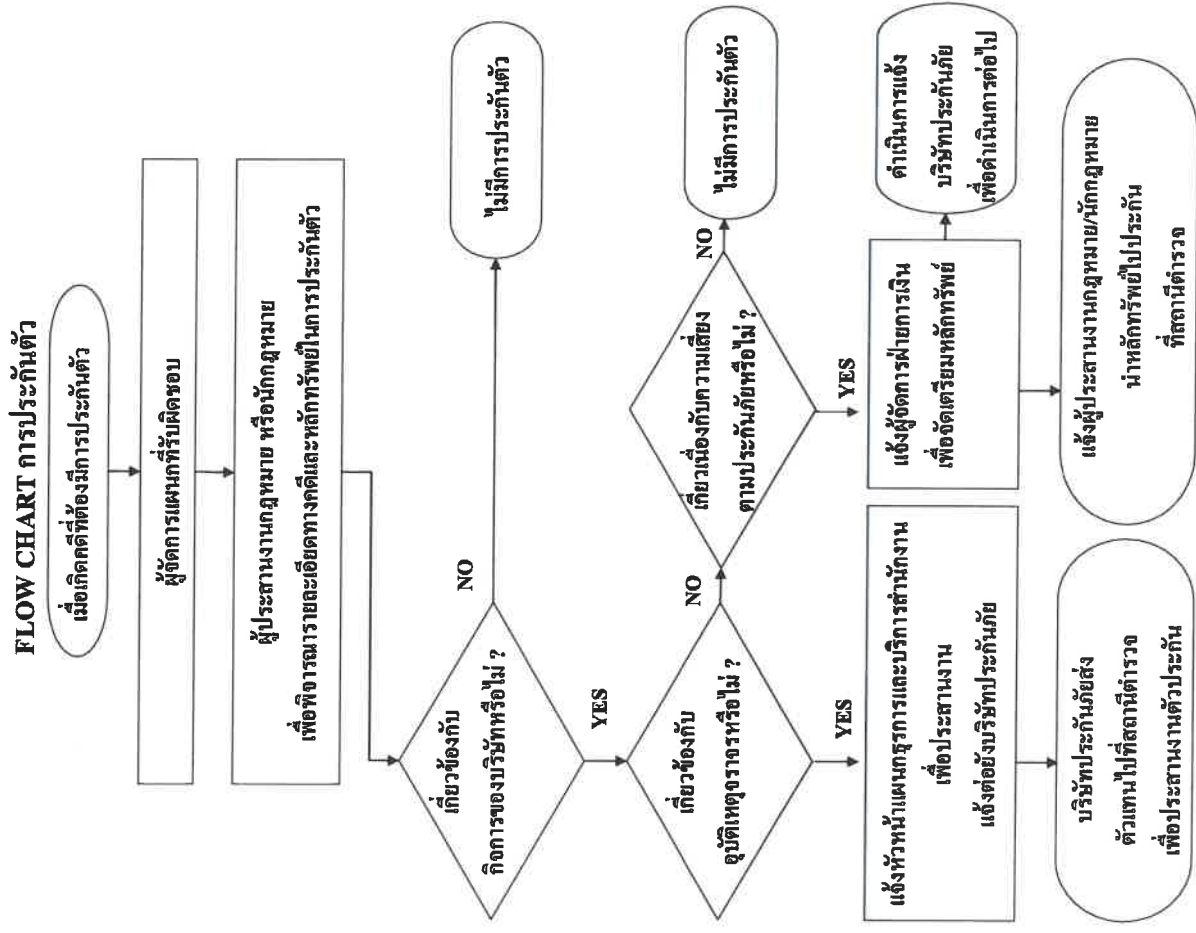 FLOW CHART การประกันตัว
เมื่อเกิดคดีที่ต้องมีการประกันตัว
ผู้จัดการแผนกที่รับผิดชอบ
ผู้ประสานงานกฎหมาย หรือนักกฎหมาย
เพื่อพิจารณารายละเอียดทางคดีและหลักทรัพย์ในการประกันตัว
เกี่ยวข้องกับ
กิจการของบริษัทหรือไม่ ?
NO
ไม่มีการประกันตัว
YES
เกี่ยวข้องกับ
อุบัติเหตุจราจรหรือไม่ ?
NO
เกี่ยวเนื่องกับความเสี่ยง
ตามประกันภัยหรือไม่ ?
NO
ไม่มีการประกันตัว
YES
YES
แจ้งหัวหน้าแผนกธุรการและบริการสำนักงาน
เพื่อประสานงาน
แจ้งต่อยังบริษัทประกันภัย
แจ้งผู้จัดการฝ่ายการเงิน
เพื่อจัดเตรียมหลักทรัพย์
ดำเนินการแจ้ง
บริษัทประกันภัย
เพื่อดำเนินการต่อไป
บริษัทประกันภัยส่ง
ตัวแทนไปที่สถานีตำรวจ
เพื่อประสานงานตัวประกัน
แจ้งผู้ประสานงานกฎหมาย/นักกฎหมาย
นำหลักทรัพย์ไปประกัน
ที่สถานีตำรวจ